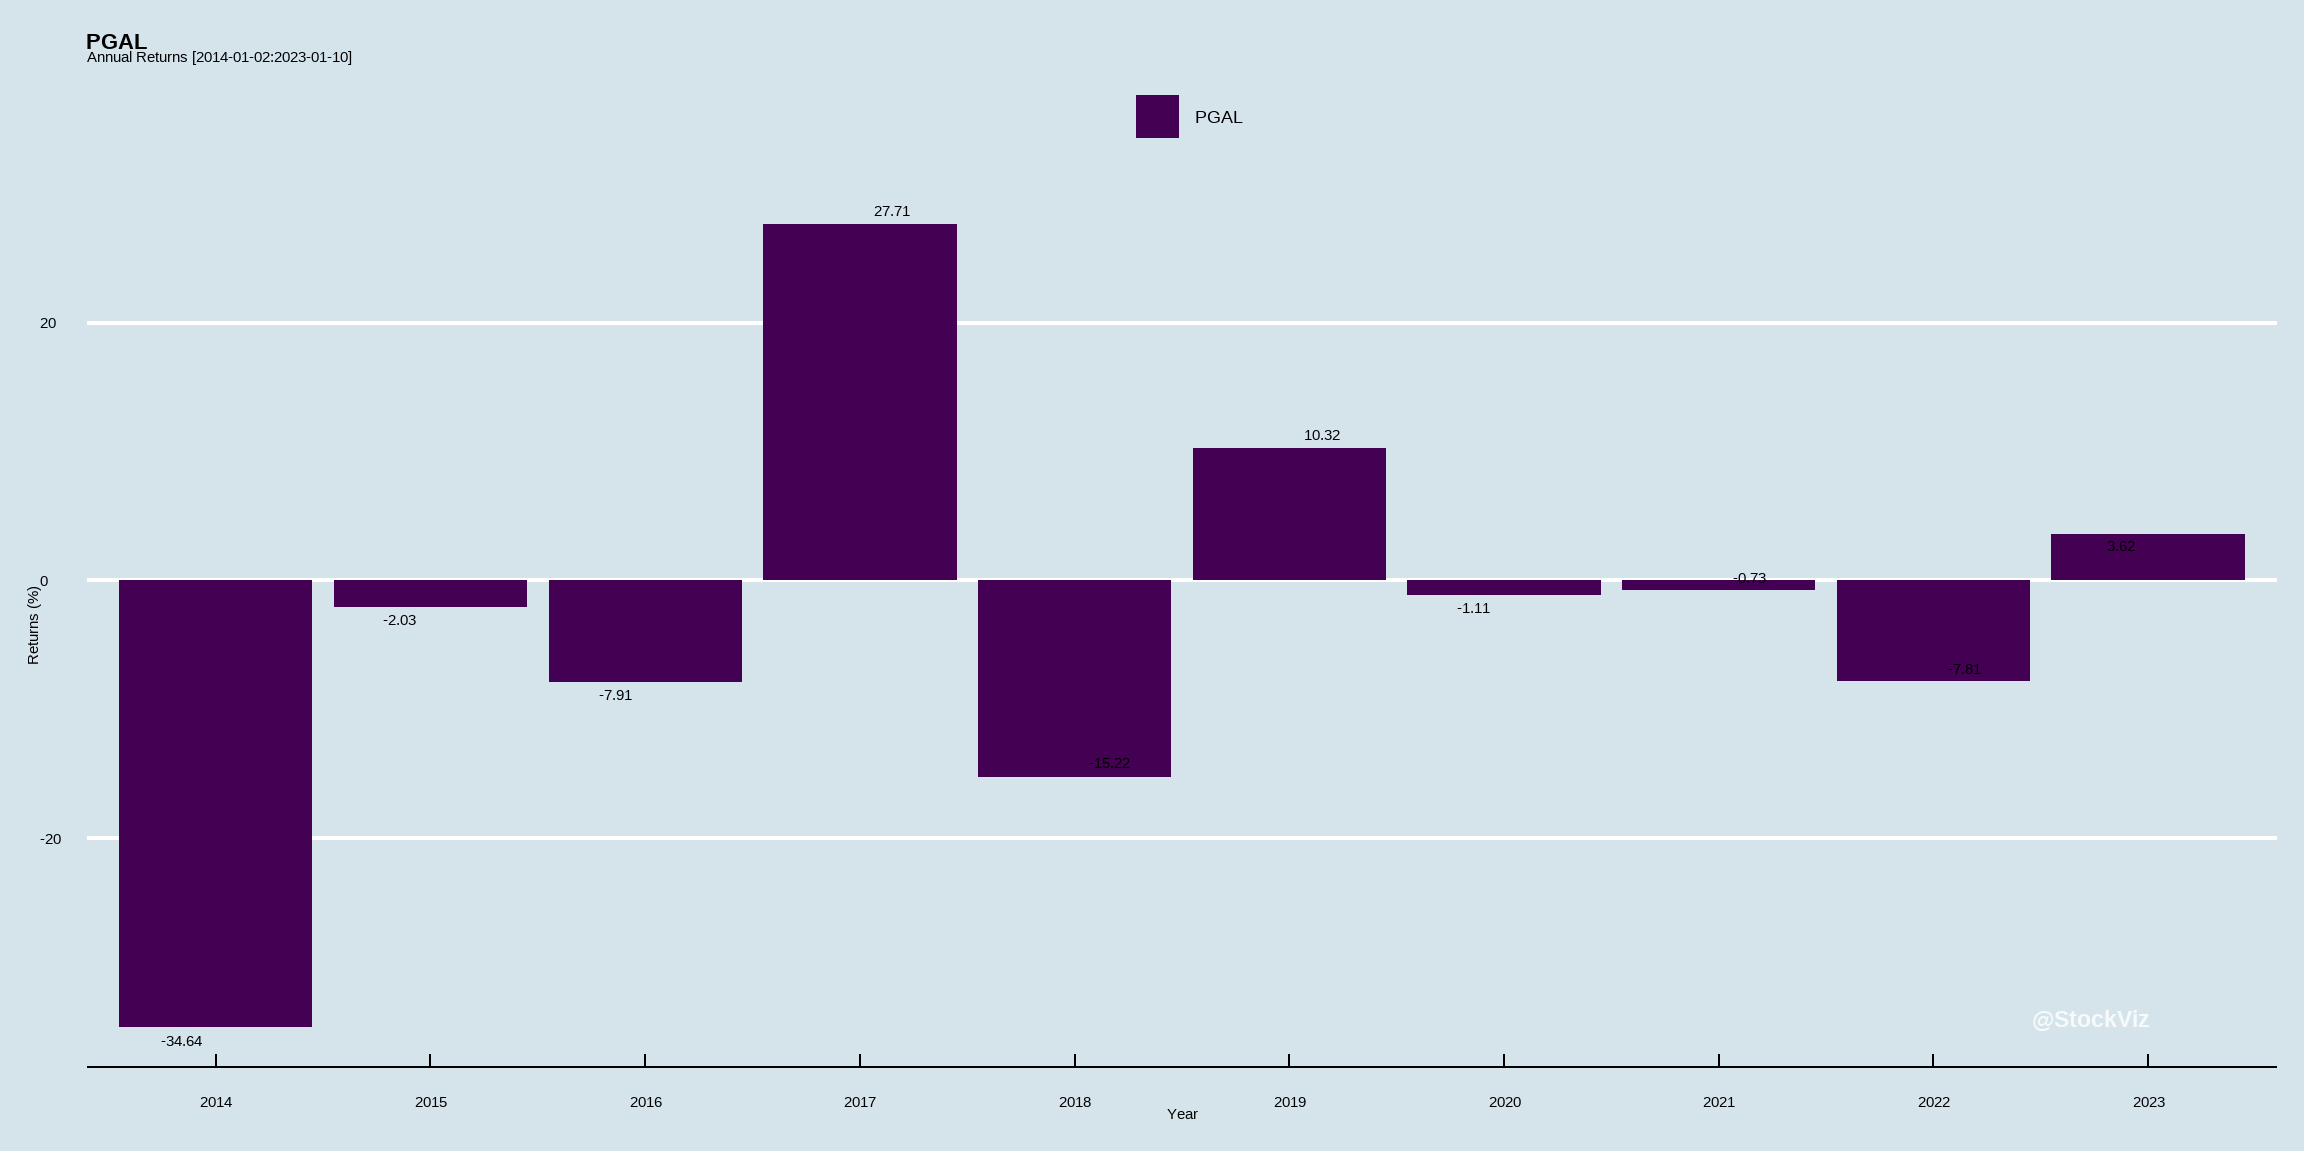 PGAL
Annual Returns [2014-01-02:2023-01-10]
PGAL
27.71
20
10.32
3.62
-0.73
0
-1.11
-2.03
Returns (%)
-7.81
-7.91
-15.22
-20
@StockViz
-34.64
2014 2015 2016 2017 2018 2019 2020 2021 2022 2023
Year